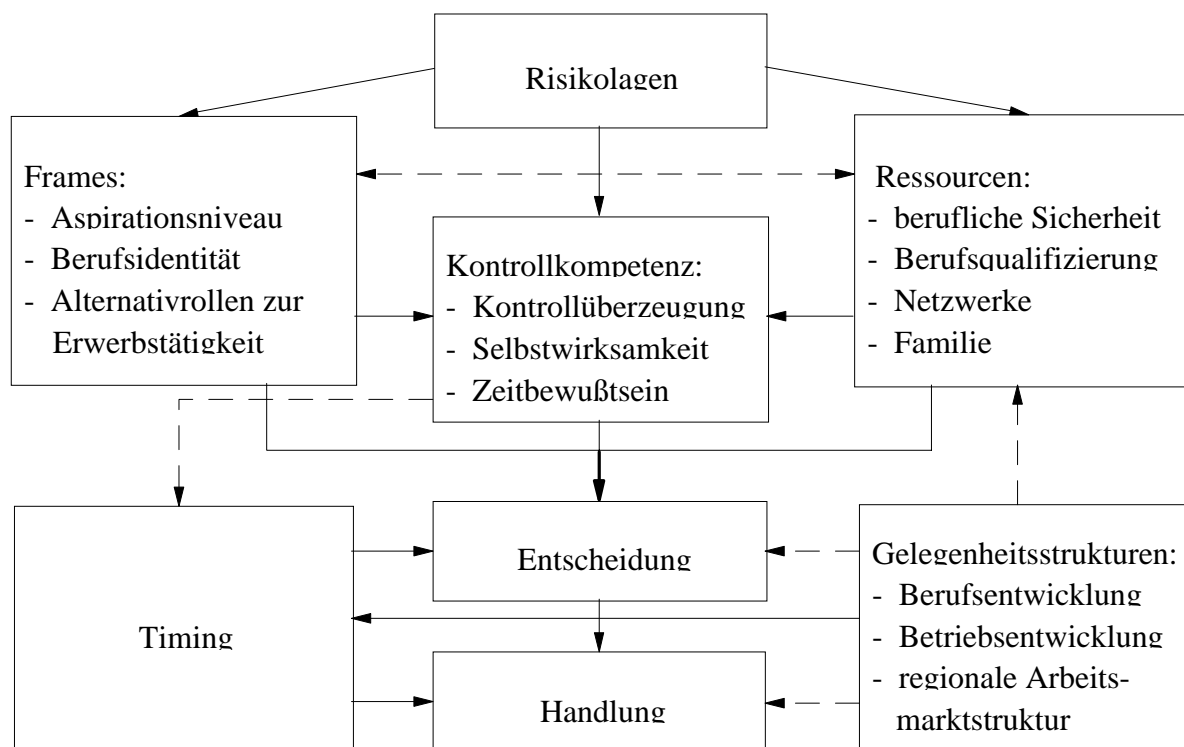 Risikolagen
Frames:
- Aspirationsniveau
- Berufsidentität
- Alternativrollen zur
Erwerbstätigkeit
Ressourcen:
- berufliche Sicherheit
- Berufsqualifizierung
- Netzwerke
- Familie
Kontrollkompetenz:
- Kontrollüberzeugung
- Selbstwirksamkeit
- Zeitbewußtsein
Timing
Entscheidung
Handlung
Gelegenheitsstrukturen:
- Berufsentwicklung
- Betriebsentwicklung
- regionale Arbeits-
marktstruktur